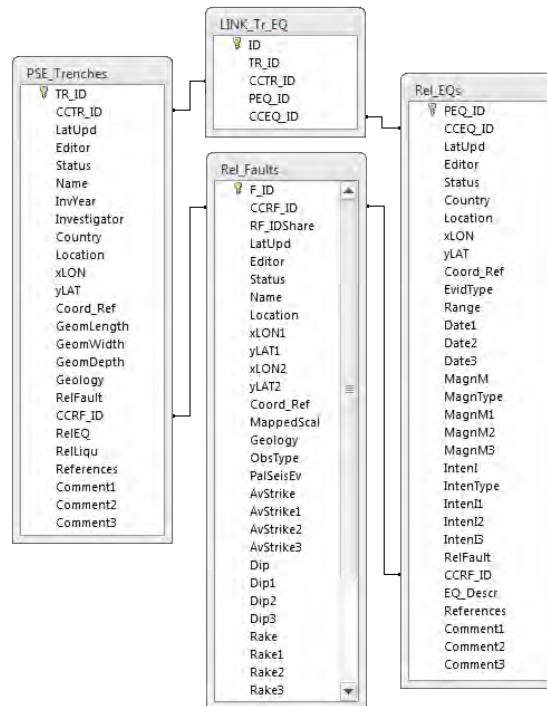 LINK_Tr_EQ
ID
TR_ID
CCTR_ID
PEQ_ID
CCEQ_ID
PSE_Trenches
TR_ID
CCTR_ID
LatUpd
Editor
Status
Name
InvYear
Investigator
Country
Location
xLON
yLAT
Coord_Ref
GeomLength
GeomWidth
GeomDepth
Geology
RelFault
CCRF_ID
RelEQ
RelLiqu
References
Comment1
Comment2
Comment3
Rel_Faults
F_ID
CCRF_ID
RF_IDShare
LatUpd
Editor
Status
Name
Location
xLON1
yLAT1
xLON2
yLAT2
Coord_Ref
MappedScal
Geology
ObsType
PalSeisEv
AvStrike
AvStrike1
AvStrike2
AvStrike3
Dip
Dip1
Dip2
Dip3
Rake
Rake1
Rake2
Rake3
Rel_EQs
PEQ_ID
CCEQ_ID
LatUpd
Editor
Status
Country
Location
xLON
yLAT
Coord_Ref
EvidType
Range
Date1
Date2
Date3
MagnM
MagnType
MagnM1
MagnM2
MagnM3
IntenI
IntenType
IntenI1
IntenI2
IntenI3
RelFault
CCRF_ID
EQ_Descr
References
Comment1
Comment2
Comment3